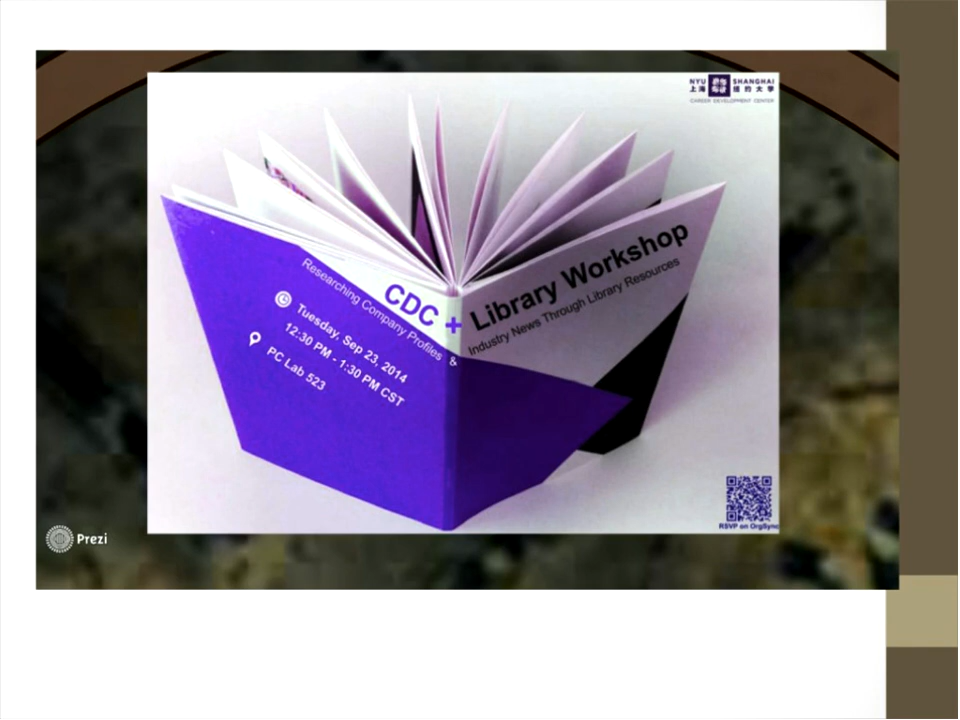 NYU SHANGHAI
上海 纽约大学
CAREER DEVELOPMENT CENTER
CDC + Library Workshop
Researching Company Profiles &
Industry News Through Library Resources
Tuesday, Sep 23, 2014
12:30 PM - 1:30 PM CST
PC Lab 523
RSVP on OrgSync
Prezi